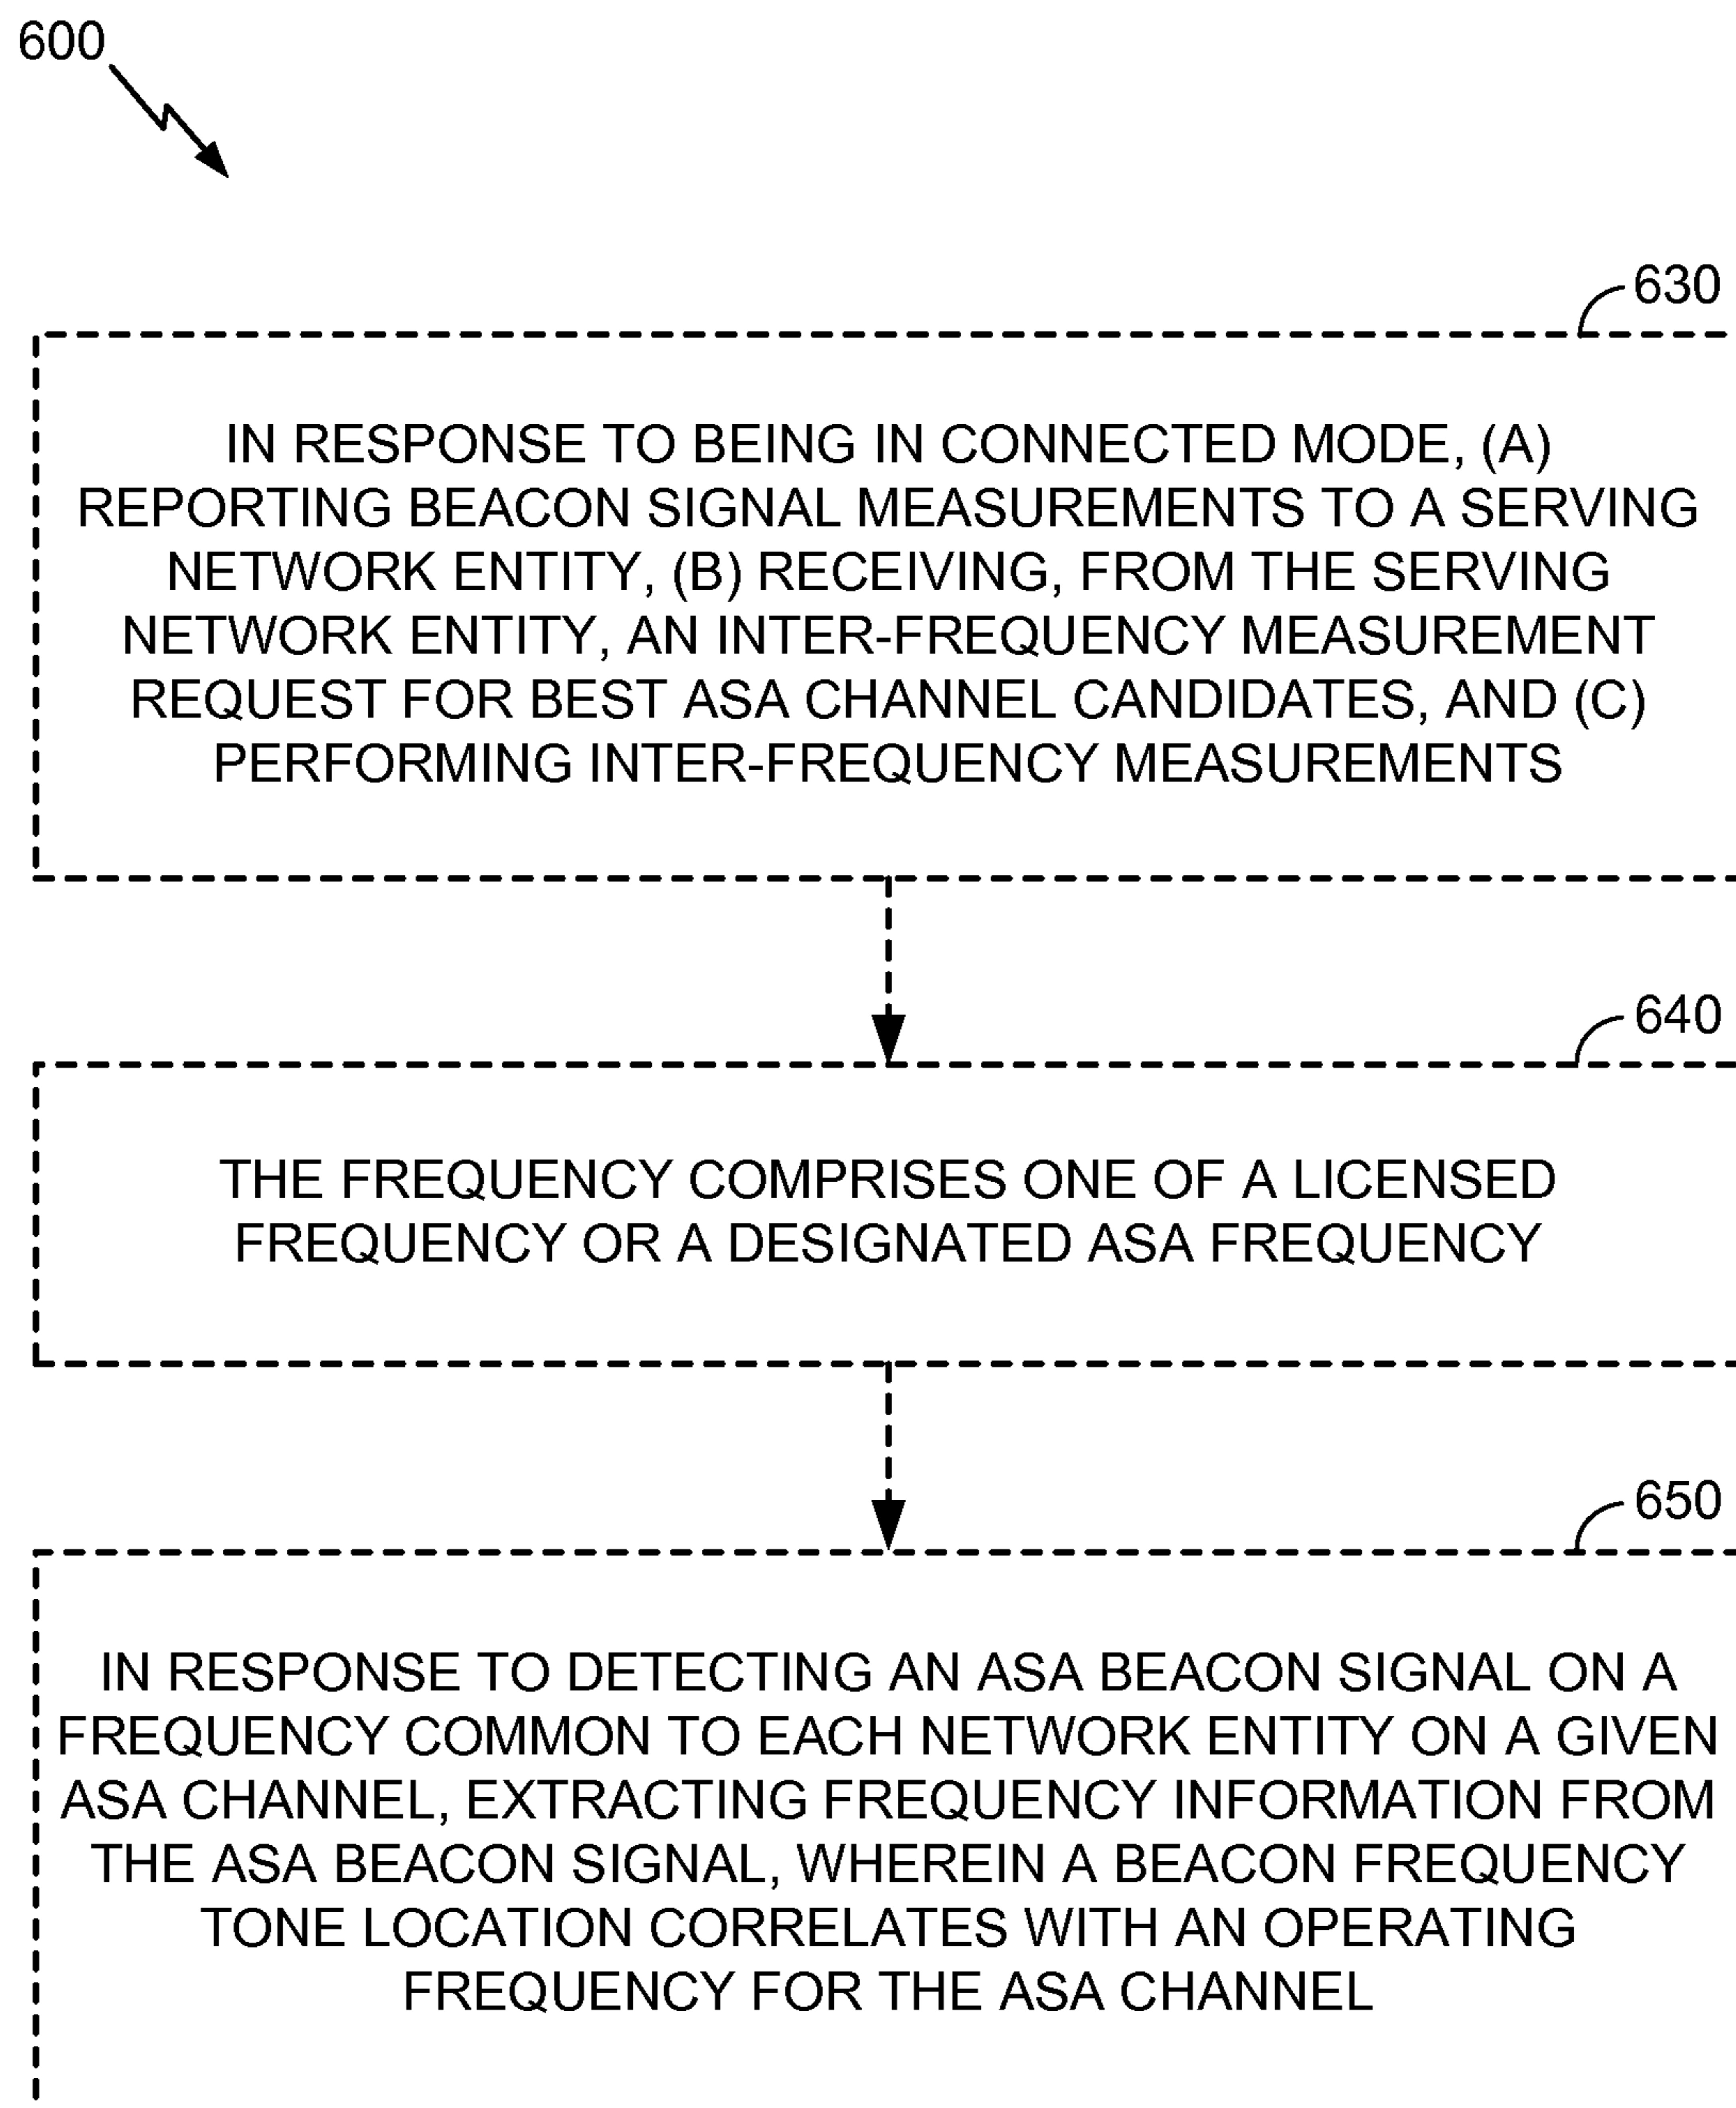 600
630
IN RESPONSE TO BEING IN CONNECTED MODE, (A)
REPORTING BEACON SIGNAL MEASUREMENTS TO A SERVING
NETWORK ENTITY, (B) RECEIVING, FROM THE SERVING
NETWORK ENTITY, AN INTER-FREQUENCY MEASUREMENT
REQUEST FOR BEST ASA CHANNEL CANDIDATES, AND (C)
PERFORMING INTER-FREQUENCY MEASUREMENTS
640
THE FREQUENCY COMPRISES ONE OF A LICENSED
FREQUENCY OR A DESIGNATED ASA FREQUENCY
650
IN RESPONSE TO DETECTING AN ASA BEACON SIGNAL ON A
FREQUENCY COMMON TO EACH NETWORK ENTITY ON A GIVEN
ASA CHANNEL, EXTRACTING FREQUENCY INFORMATION FROM
THE ASA BEACON SIGNAL, WHEREIN A BEACON FREQUENCY
TONE LOCATION CORRELATES WITH AN OPERATING
FREQUENCY FOR THE ASA CHANNEL